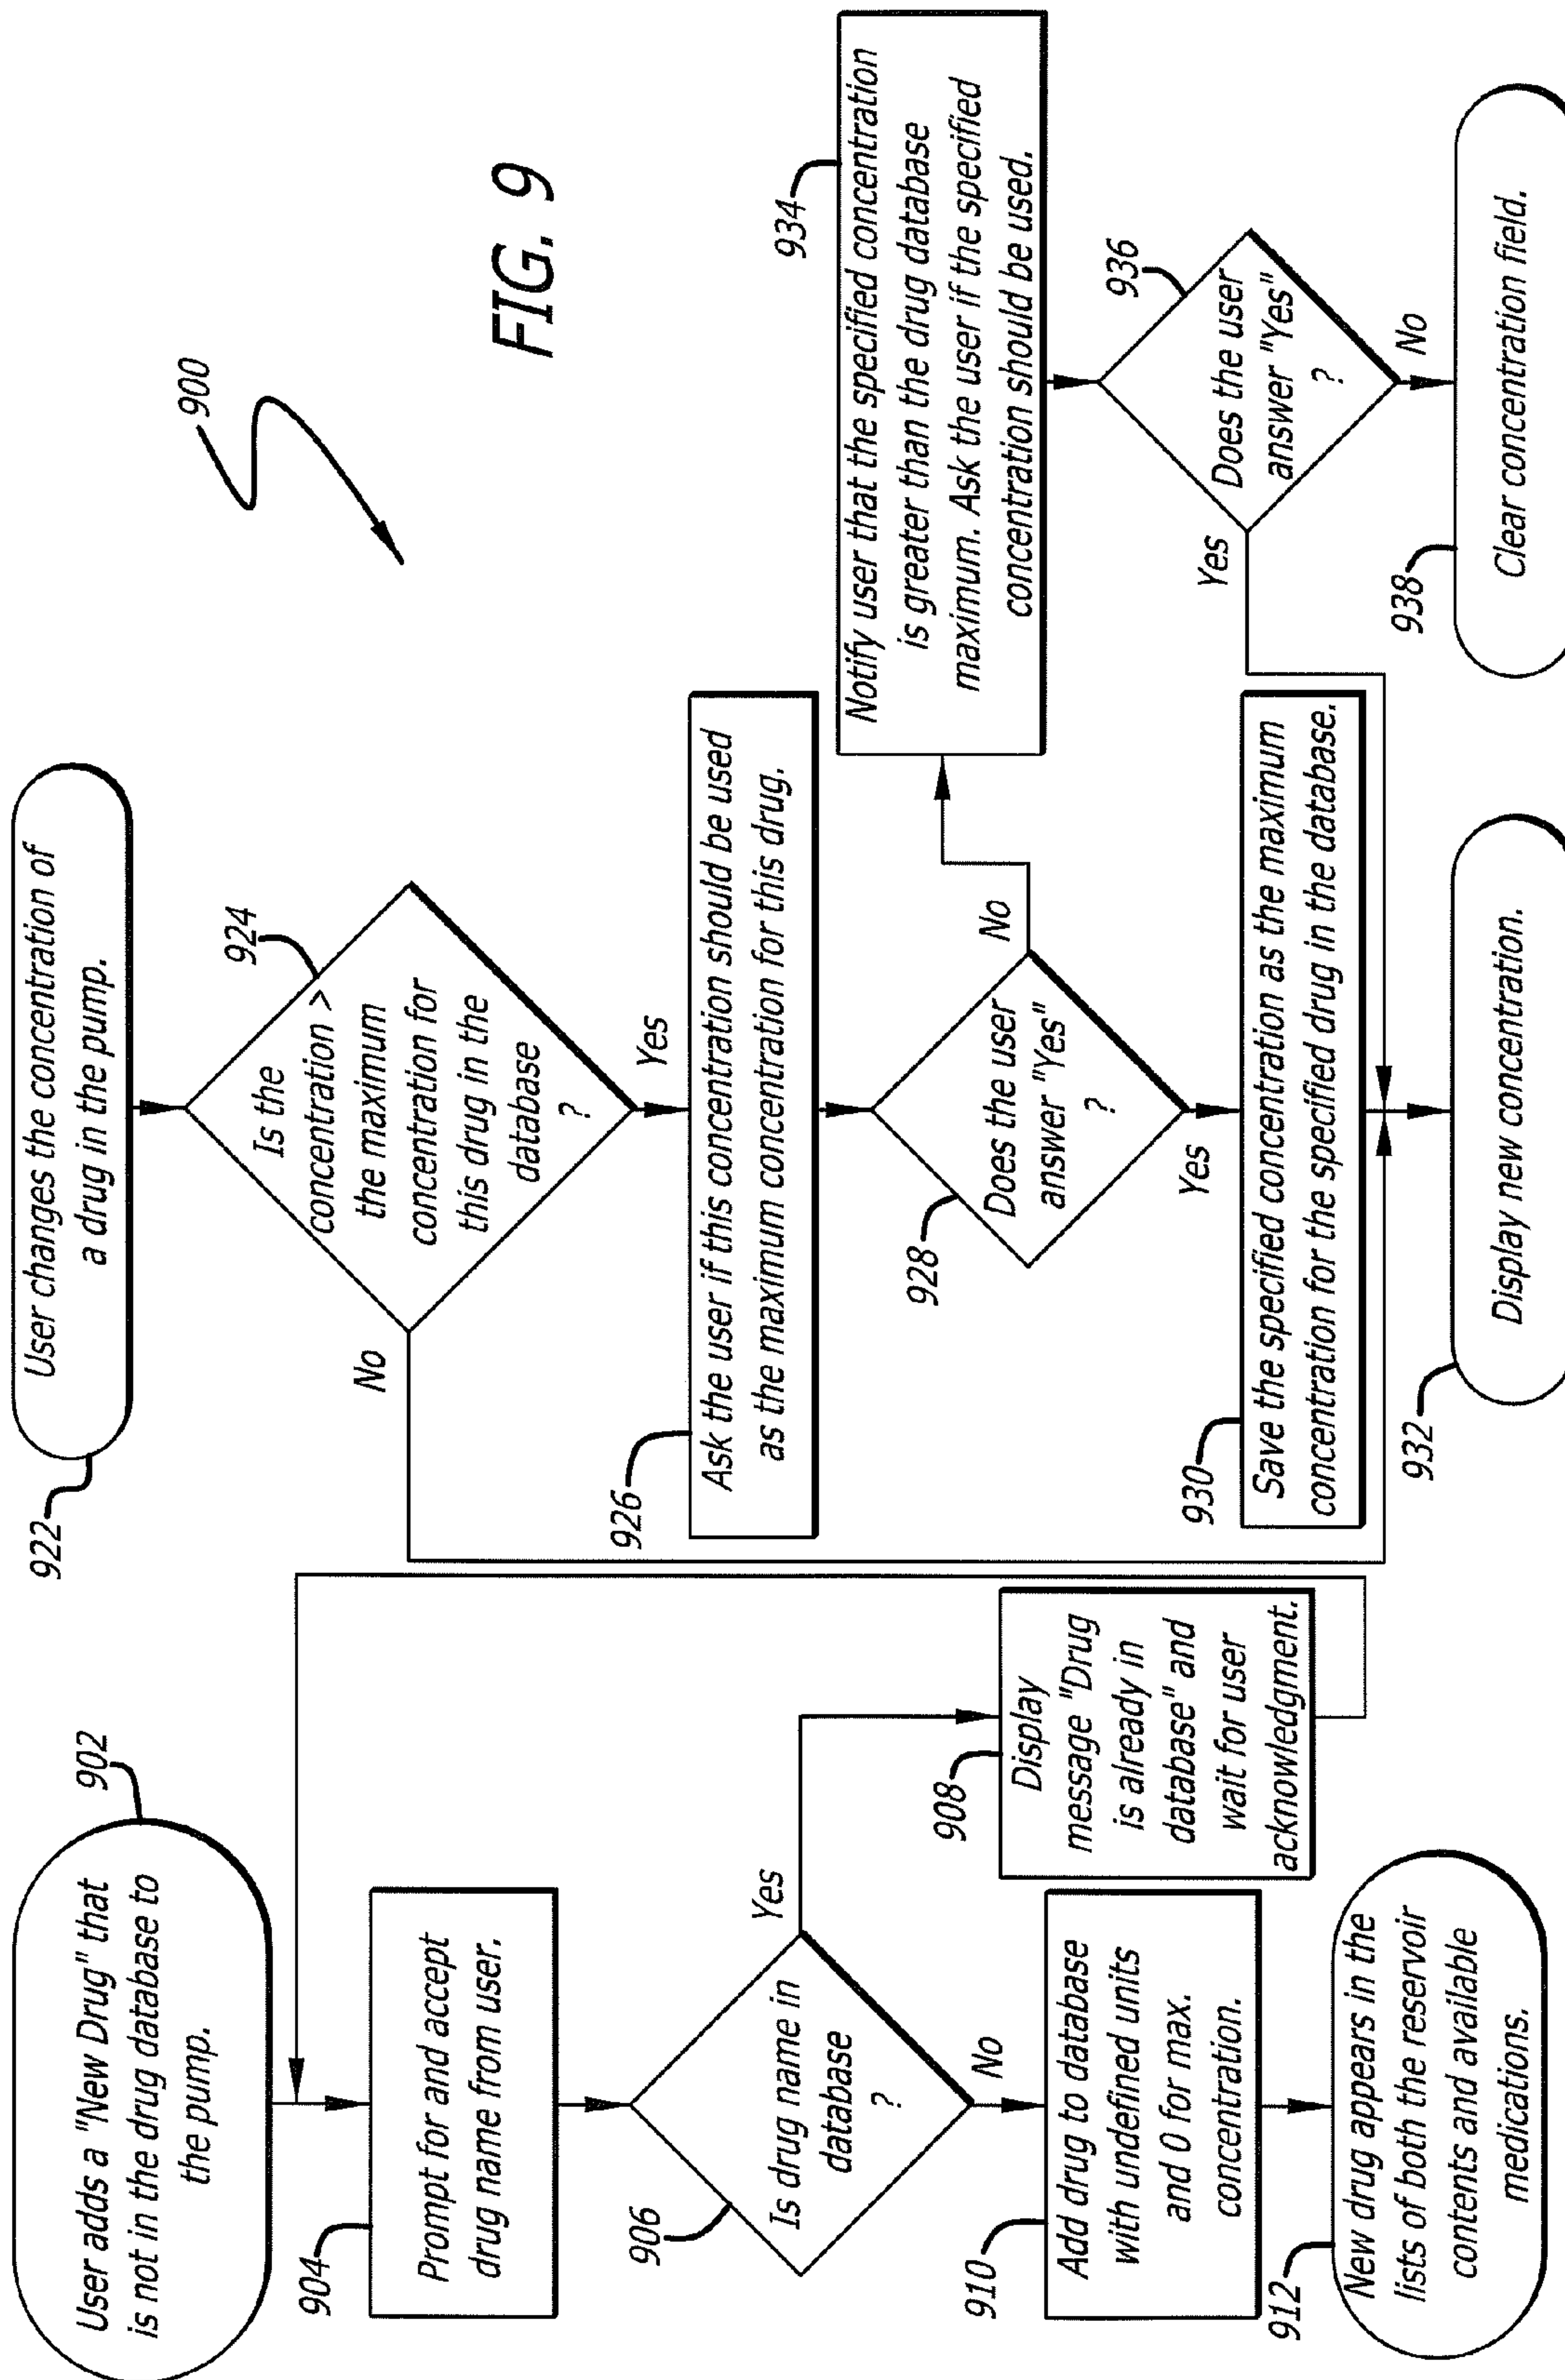 900
FIG. 9
902
User adds a "New Drug" that
is not in the drug database to
the pump.
904
Prompt for and accept
drug name from user.
906
Is drug name in
database
?
Yes
No
908
Display
message "Drug
is already in
database" and
wait for user
acknowledgment.
910
Add drug to database
with undefined units
and 0 for max.
concentration.
912
New drug appears in the
lists of both the reservoir
contents and available
medications.
922
User changes the concentration of
a drug in the pump.
924
Is the
concentration >
the maximum
concentration for
this drug in the
database
?
No
Yes
926
Ask the user if this concentration should be used
as the maximum concentration for this drug.
928
Does the user
answer "Yes"
?
No
Yes
930
Save the specified concentration as the maximum
concentration for the specified drug in the database.
932
Display new concentration.
934
Notify user that the specified concentration
is greater than the drug database
maximum. Ask the user if the specified
concentration should be used.
936
Does the user
answer "Yes"
?
Yes
No
938
Clear concentration field.